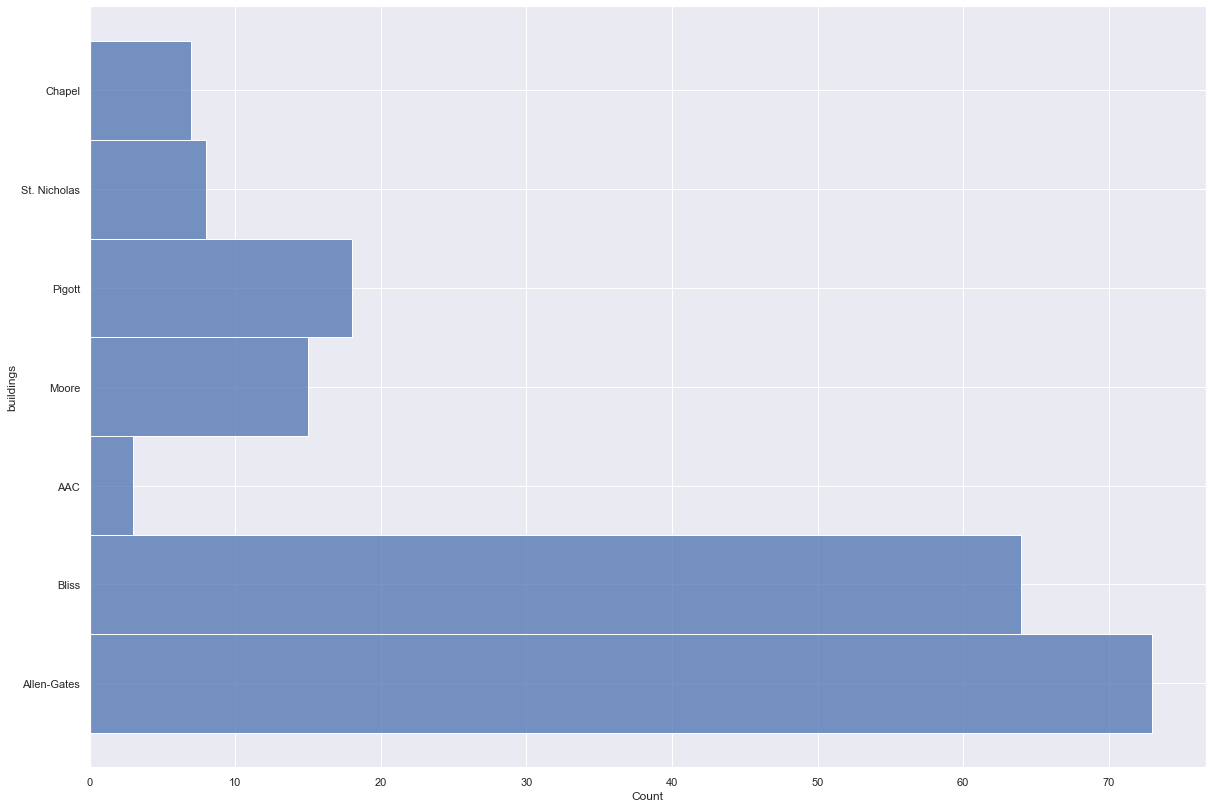 Chapel
St. Nicholas
Pigott
Moore
AAC
Bliss
Allen-Gates
buildings
0 10 20 30 40 50 60 70
Count